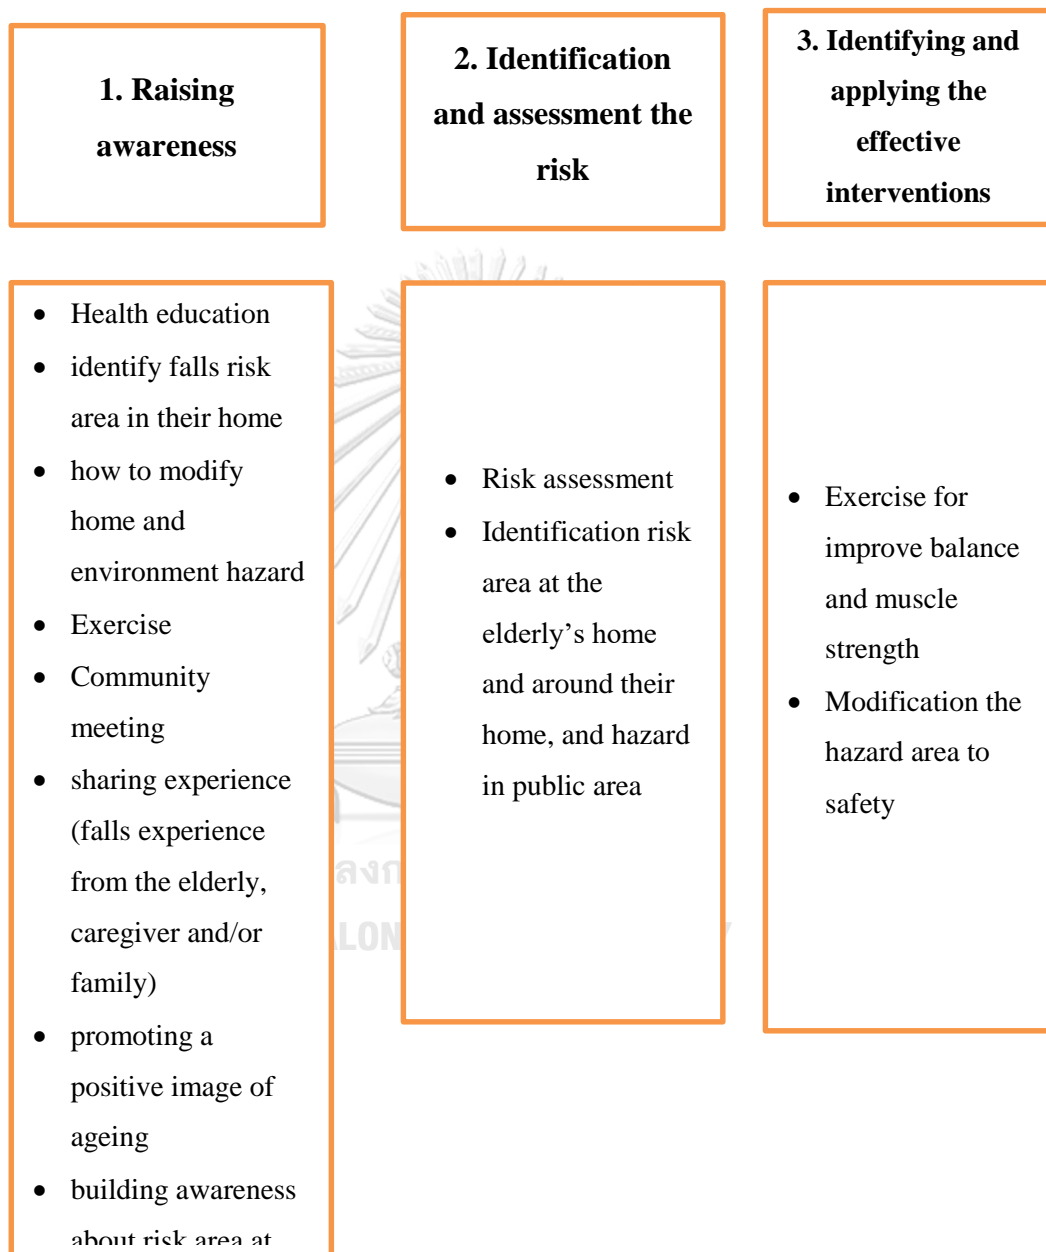 1. Raising
awareness
2. Identification
and assessment the
risk
3. Identifying and
applying the
effective
interventions
• Health education
• identify falls risk
area in their home
• how to modify
home and
environment hazard
• Exercise
• Community
meeting
• sharing experience
(falls experience
from the elderly,
caregiver and/or
family)
• promoting a
positive image of
ageing
• building awareness
about risk area at
• Risk assessment
• Identification risk
area at the
elderly’s home
and around their
home, and hazard
in public area
• Exercise for
improve balance
and muscle
strength
• Modification the
hazard area to
safety